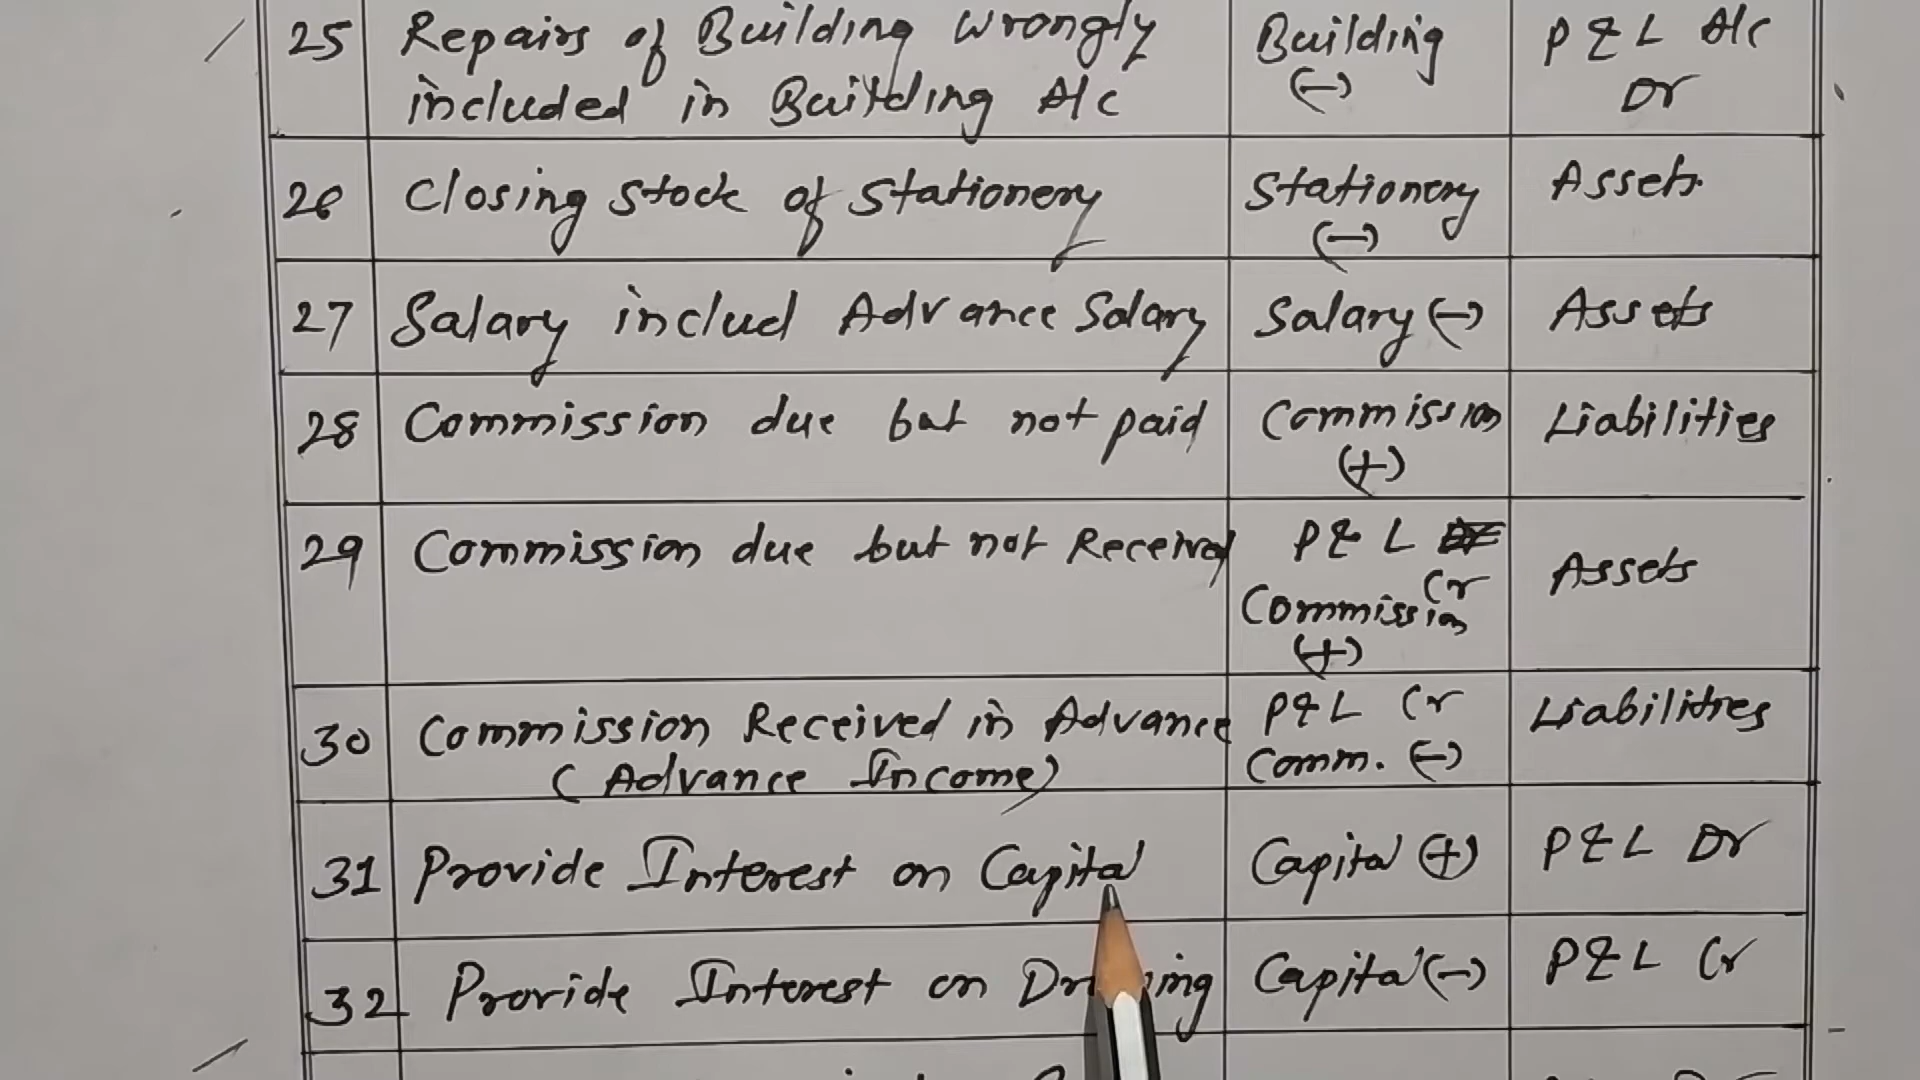 25 Repairs of Building wrongly Building P & L A/c
included in Building A/c (-) Dr
26 Closing Stock of Stationery Stationery Assets
(-)
27 Salary includ Advance Salary Salary (-) Assets
28 Commission due but not paid Commission Liabilities
(+)
29 Commission due but not Received P & L Cr Assets
Commission
(+)
30 Commission Received in Advance P & L Cr Liabilities
(Advance Income) Comm. (-)
31 Provide Interest on Capital Capital (+) P & L Dr
32 Provide Interest on Capital (-) P & L Cr